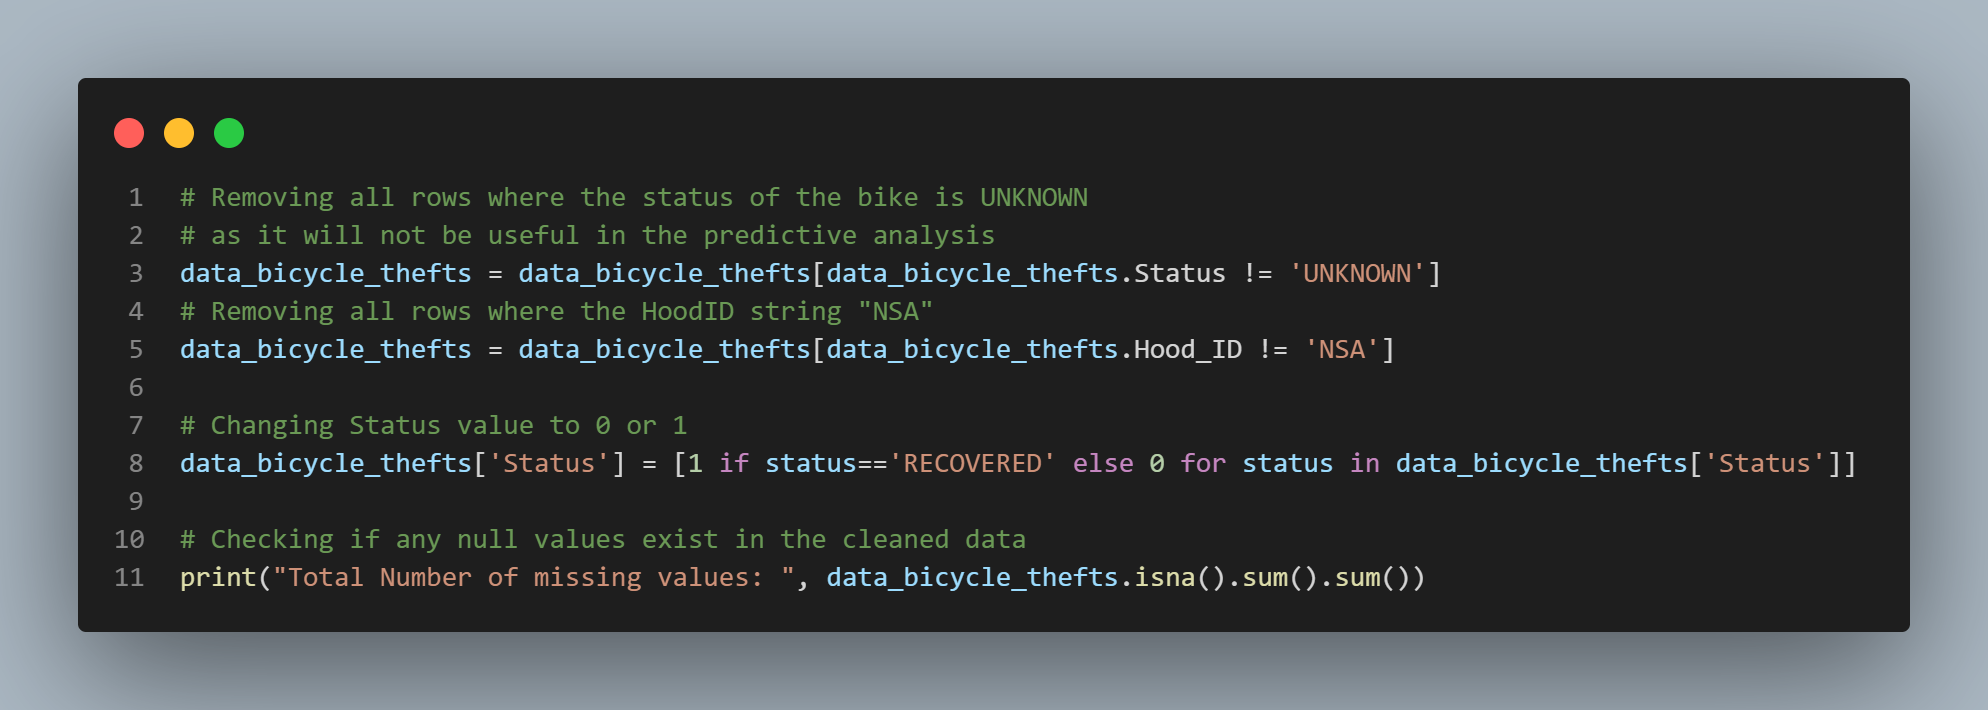 1 # Removing all rows where the status of the bike is UNKNOWN
2 # as it will not be useful in the predictive analysis
3 data_bicycle_thefts = data_bicycle_thefts[data_bicycle_thefts.Status != 'UNKNOWN']
4 # Removing all rows where the HoodID string "NSA"
5 data_bicycle_thefts = data_bicycle_thefts[data_bicycle_thefts.Hood_ID != 'NSA']
6
7 # Changing Status value to 0 or 1
8 data_bicycle_thefts['Status'] = [1 if status=='RECOVERED' else 0 for status in data_bicycle_thefts['Status']]
9
10 # Checking if any null values exist in the cleaned data
11 print("Total Number of missing values: ", data_bicycle_thefts.isna().sum().sum())